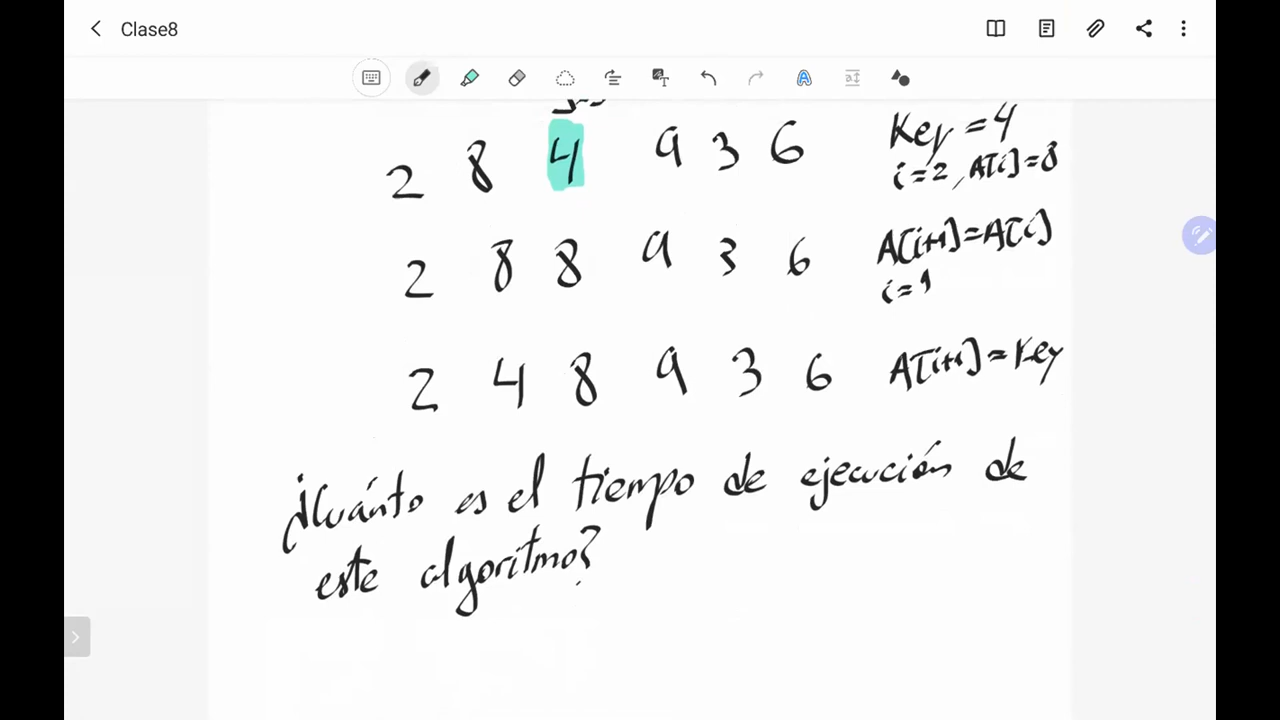 Clase8
2 8 4 9 3 6 Key = 4
i=2, A[i]=8
2 8 8 9 3 6 A[i+1]=A[i]
i=1
2 4 8 9 3 6 A[i+1]=Key
¿Cuánto es el tiempo de ejecución de
este algoritmo?